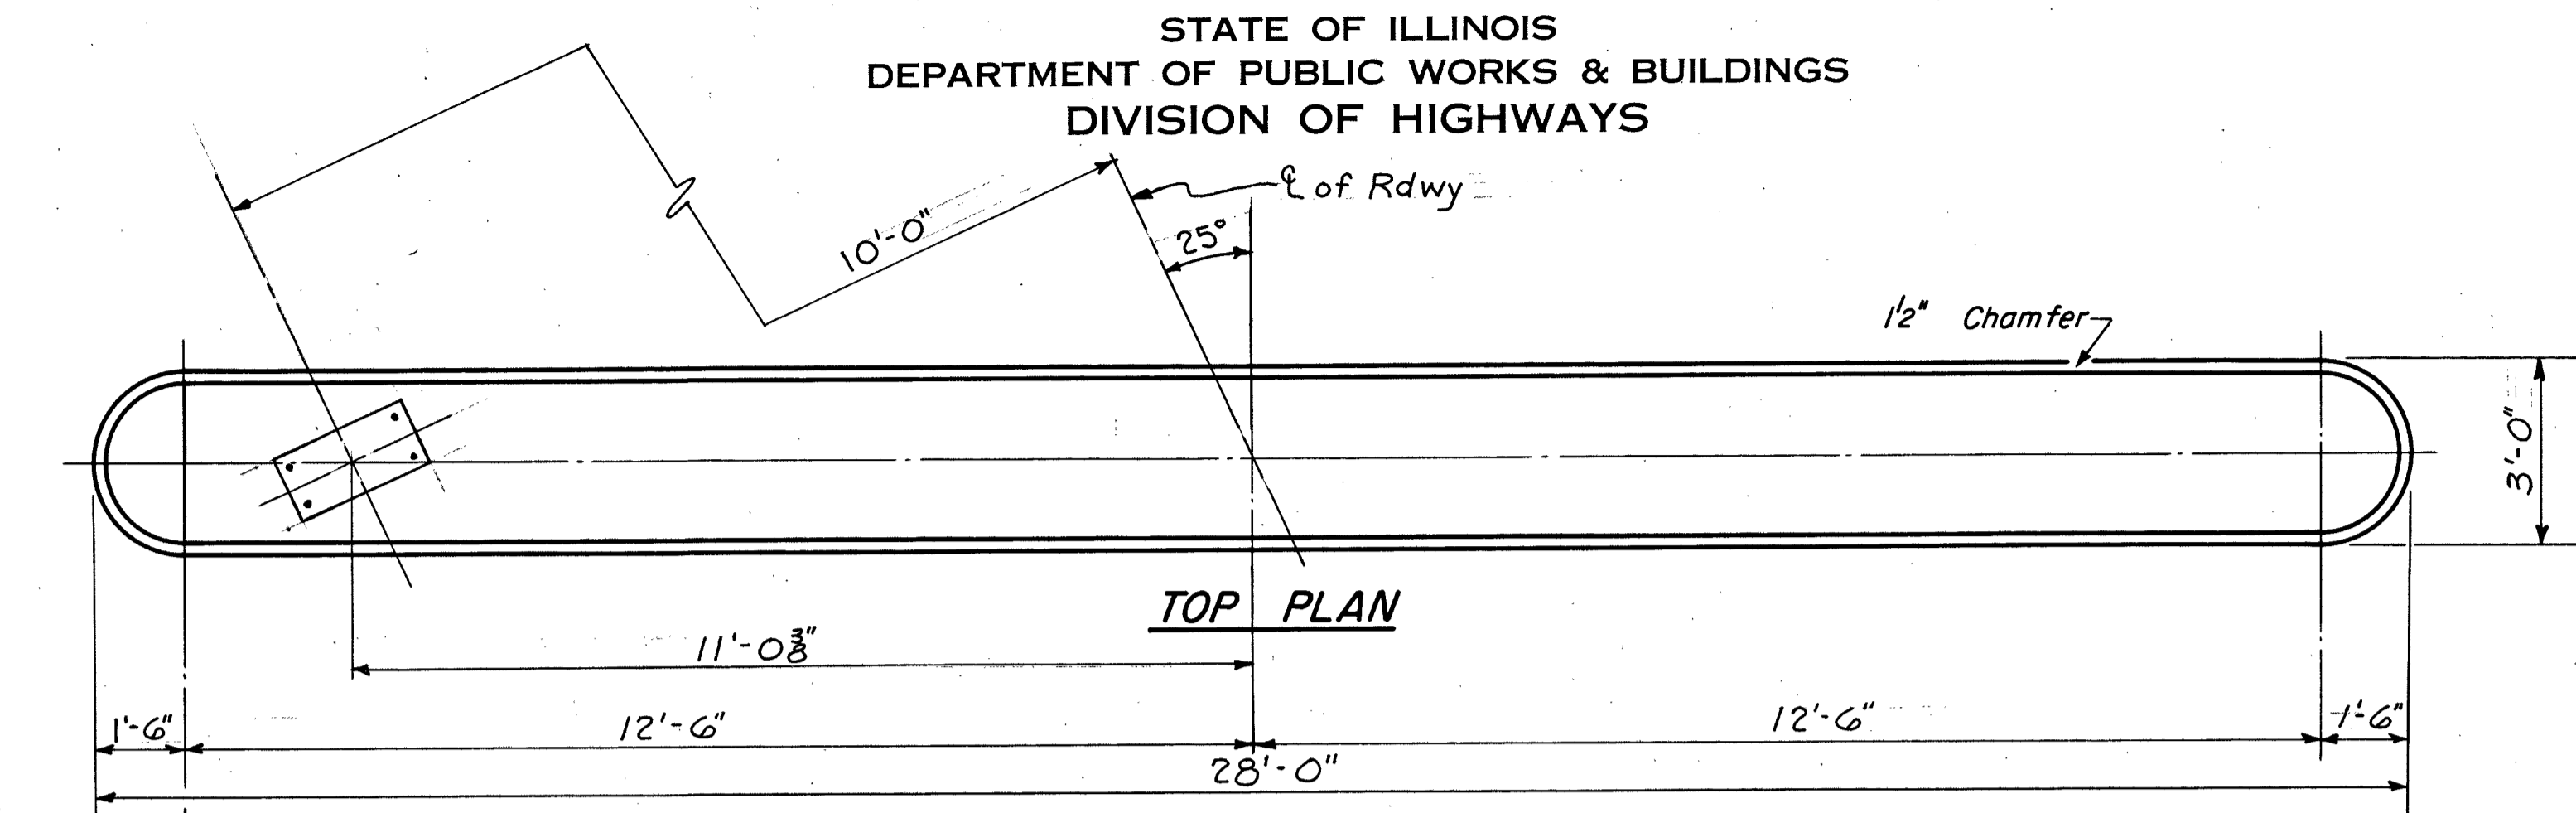 STATE OF ILLINOIS
DEPARTMENT OF PUBLIC WORKS & BUILDINGS
DIVISION OF HIGHWAYS
℄ of Rdwy
10'-0"
25°
1½" Chamfer
3'-0"
TOP PLAN
11'-0⅜"
1'-6"
12'-6"
12'-6"
1'-6"
28'-0"